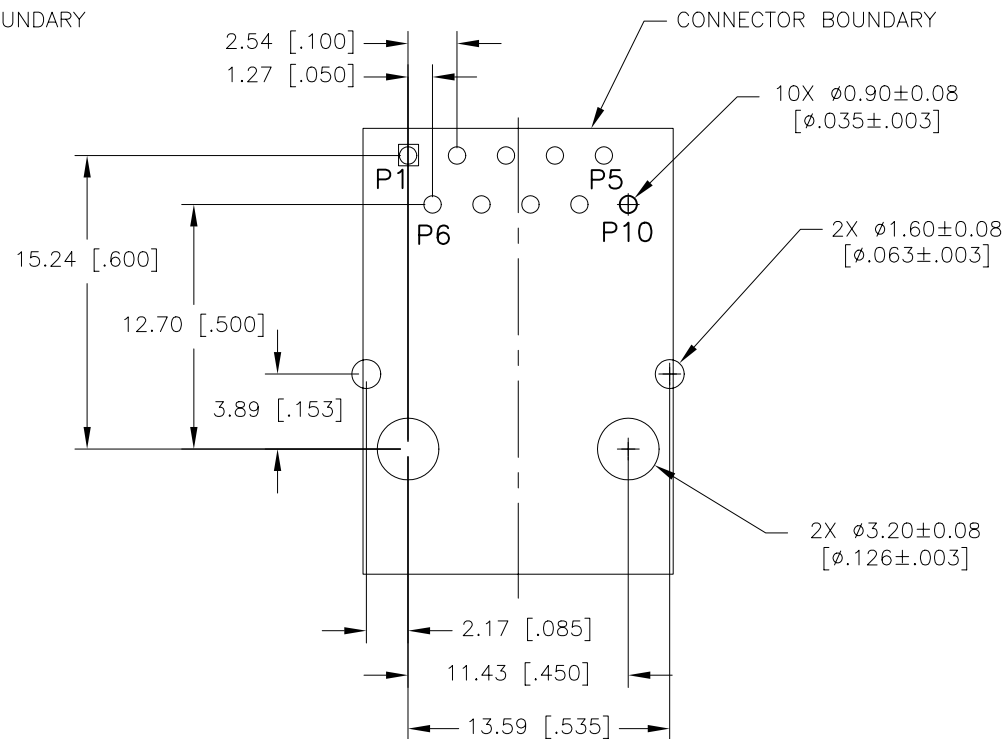 UNDARY
CONNECTOR BOUNDARY
2.54 [.100]
1.27 [.050]
10X ø0.90±0.08
[ø.035±.003]
P1
P5
P6
P10
2X ø1.60±0.08
[ø.063±.003]
15.24 [.600]
12.70 [.500]
3.89 [.153]
2X ø3.20±0.08
[ø.126±.003]
2.17 [.085]
11.43 [.450]
13.59 [.535]